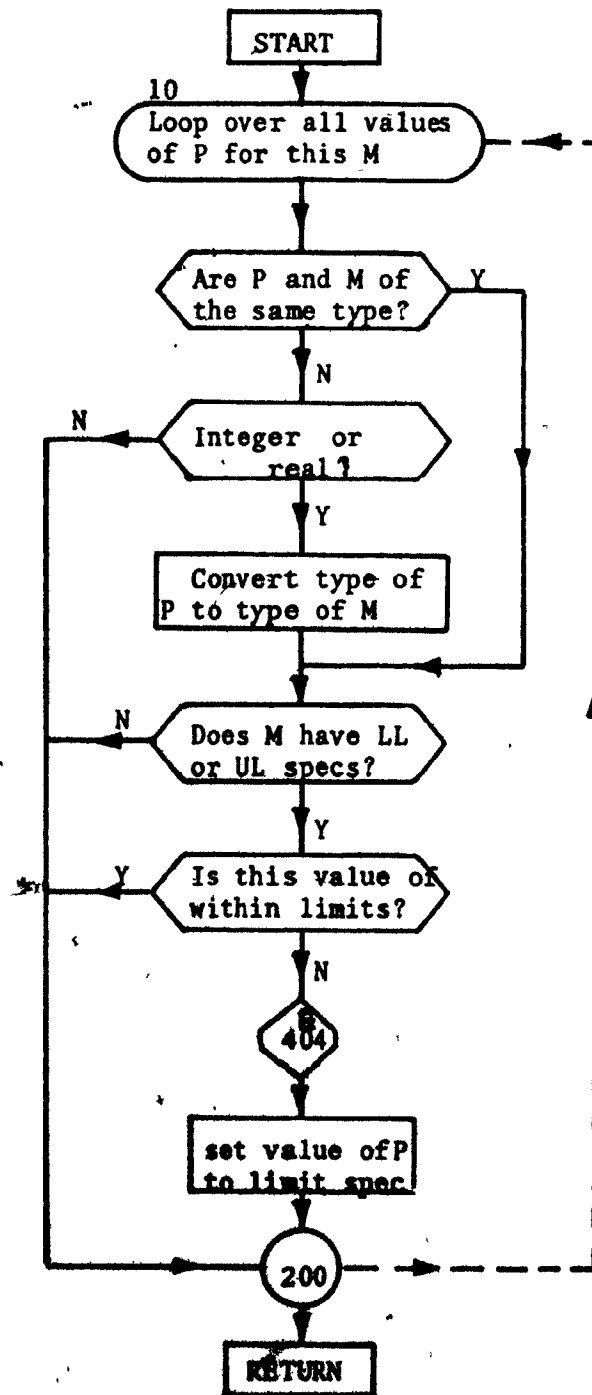 START
10
Loop over all values
of P for this M
Are P and M of
the same type?
Y
N
N
Integer or
real?
Y
Convert type of
P to type of M
N
Does M have LL
or UL specs?
Y
Y
Is this value of
within limits?
N
404
set value of P
to limit spec
200
RETURN